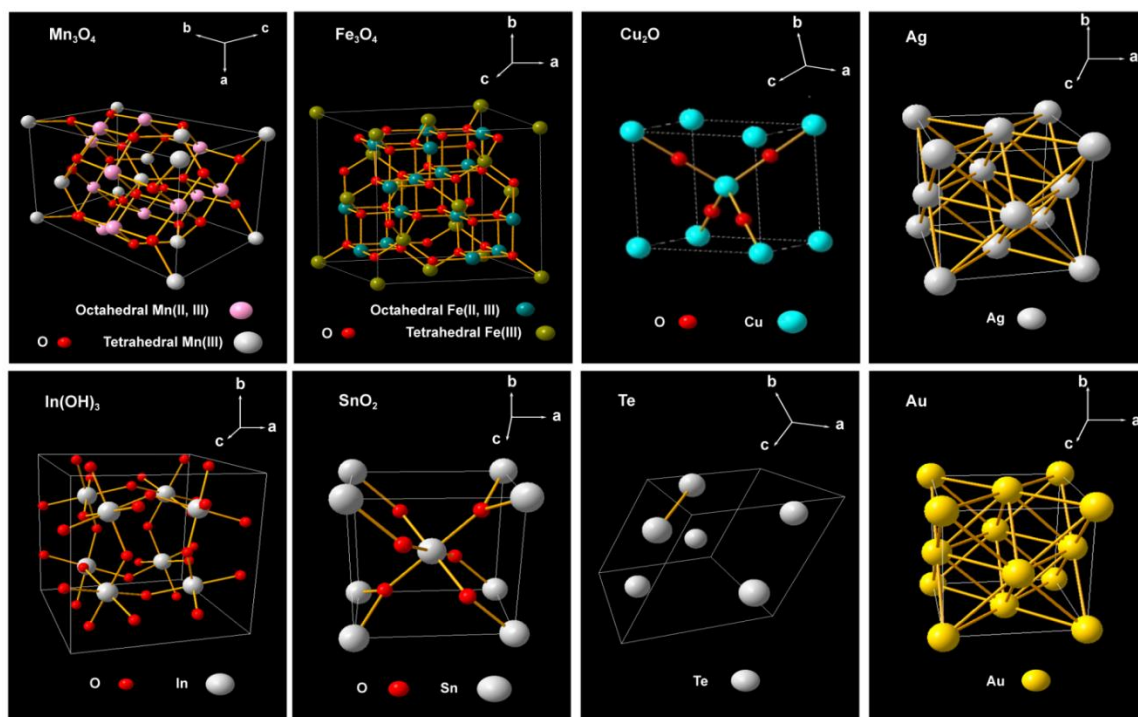 Mn₃O₄
b
c
a
Octahedral Mn(II, III)
O
Tetrahedral Mn(III)
Fe₃O₄
b
a
c
Octahedral Fe(II, III)
O
Tetrahedral Fe(III)
Cu₂O
b
a
c
O
Cu
Ag
b
a
c
Ag
In(OH)₃
b
a
c
O
In
SnO₂
b
a
c
O
Sn
Te
b
a
c
Te
Au
b
a
c
Au